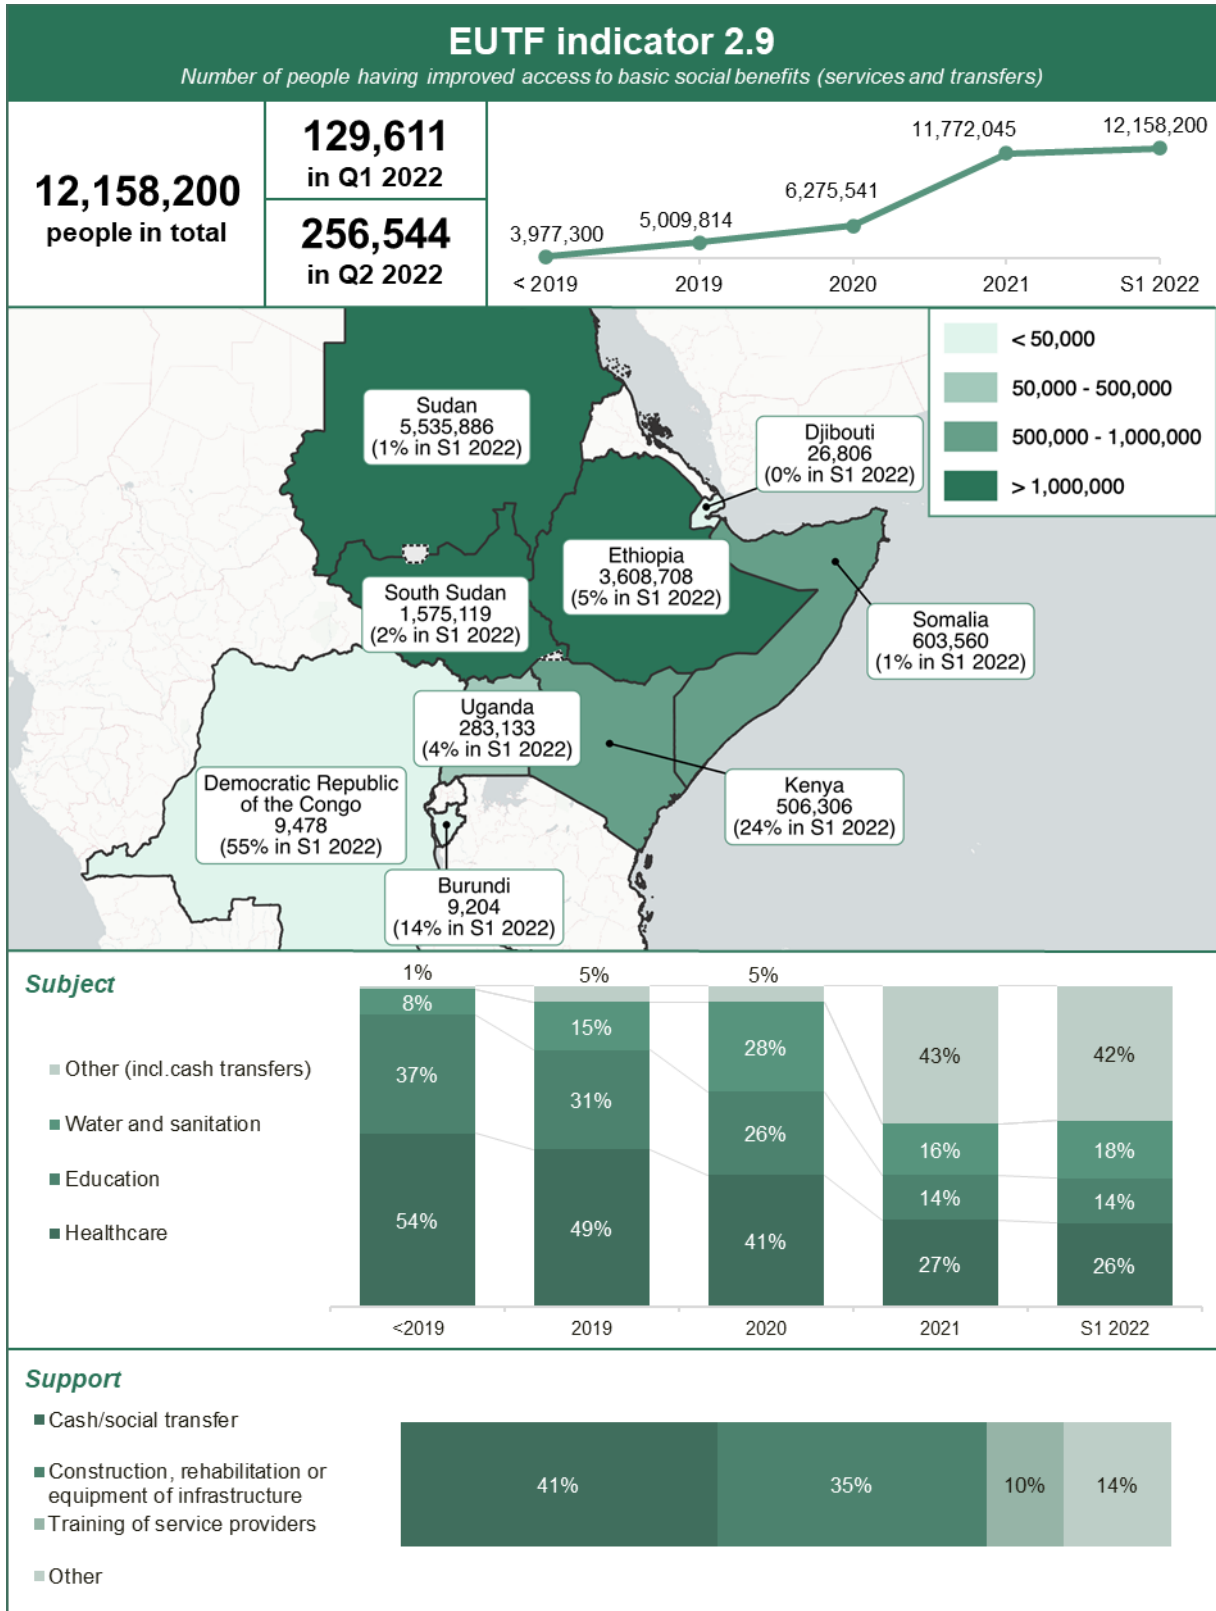 EUTF indicator 2.9
Number of people having improved access to basic social benefits (services and transfers)
12,158,200
people in total
129,611
in Q1 2022
256,544
in Q2 2022
3,977,300
5,009,814
6,275,541
11,772,045
12,158,200
< 2019
2019
2020
2021
S1 2022
< 50,000
50,000 - 500,000
500,000 - 1,000,000
> 1,000,000
Sudan
5,535,886
(1% in S1 2022)
Djibouti
26,806
(0% in S1 2022)
Ethiopia
3,608,708
(5% in S1 2022)
South Sudan
1,575,119
(2% in S1 2022)
Somalia
603,560
(1% in S1 2022)
Uganda
283,133
(4% in S1 2022)
Democratic Republic
of the Congo
9,478
(55% in S1 2022)
Kenya
506,306
(24% in S1 2022)
Burundi
9,204
(14% in S1 2022)
Subject
Other (incl.cash transfers)
Water and sanitation
Education
Healthcare
1%
8%
37%
54%
5%
15%
31%
49%
5%
28%
26%
41%
43%
16%
14%
27%
42%
18%
14%
26%
<2019
2019
2020
2021
S1 2022
Support
Cash/social transfer
Construction, rehabilitation or
equipment of infrastructure
Training of service providers
Other
41%
35%
10%
14%